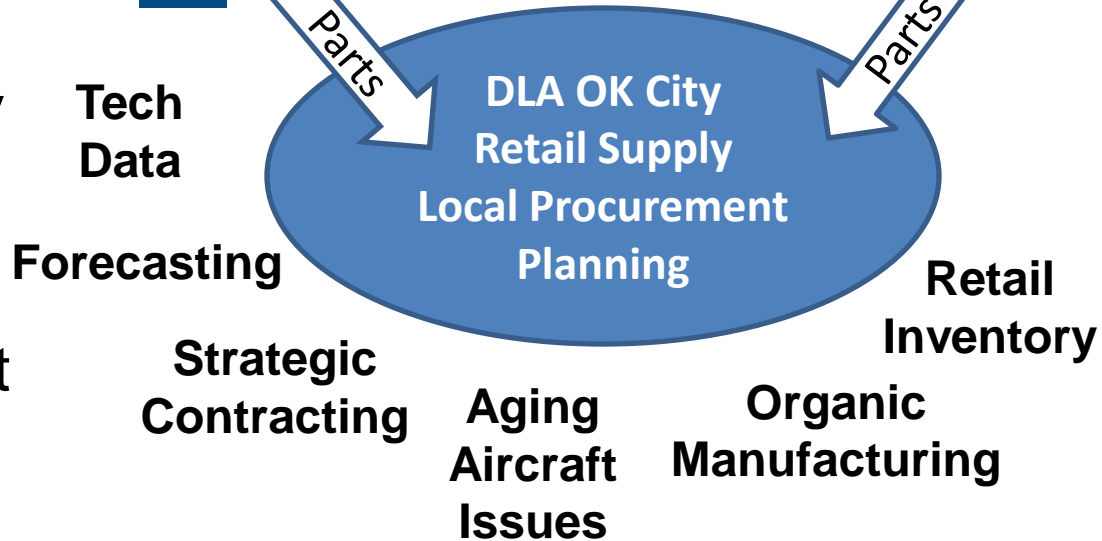 Parts
Parts
DLA OK City
Retail Supply
Local Procurement
Planning
Tech
Data
Forecasting
Strategic
Contracting
Aging
Aircraft
Issues
Organic
Manufacturing
Retail
Inventory